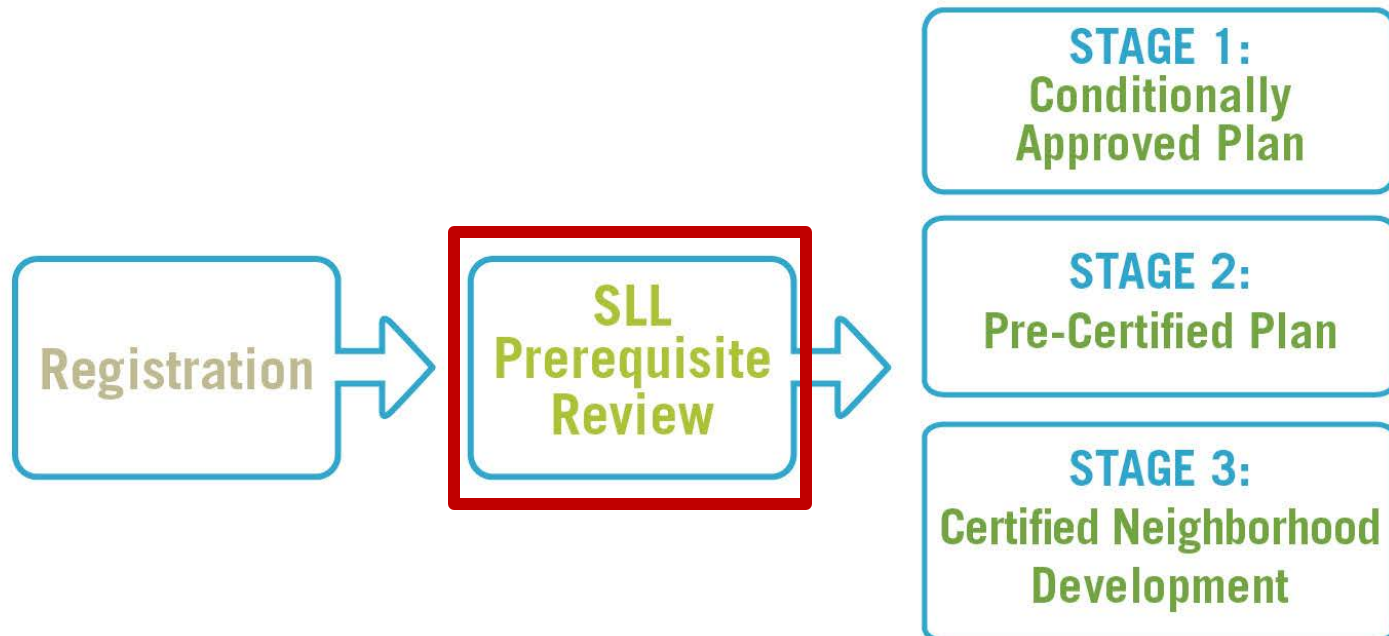 Registration
SLL
Prerequisite
Review
STAGE 1:
Conditionally
Approved Plan
STAGE 2:
Pre-Certified Plan
STAGE 3:
Certified Neighborhood
Development